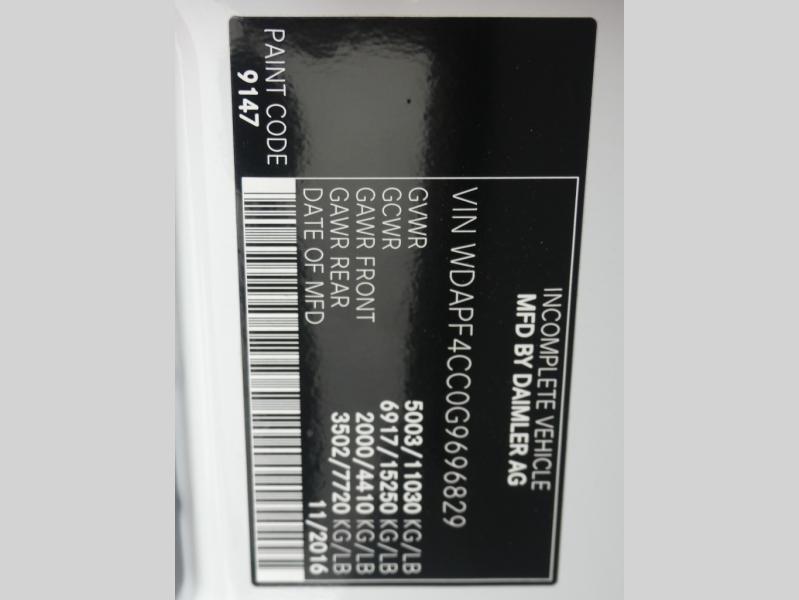 INCOMPLETE VEHICLE
MFD BY DAIMLER AG
VIN WDAPF4CC0G9696829
GVWR 5003/11030 KG/LB
GCWR 6917/15250 KG/LB
GAWR FRONT 2000/4410 KG/LB
GAWR REAR 3502/7720 KG/LB
DATE OF MFD 11/2016
PAINT CODE
9147